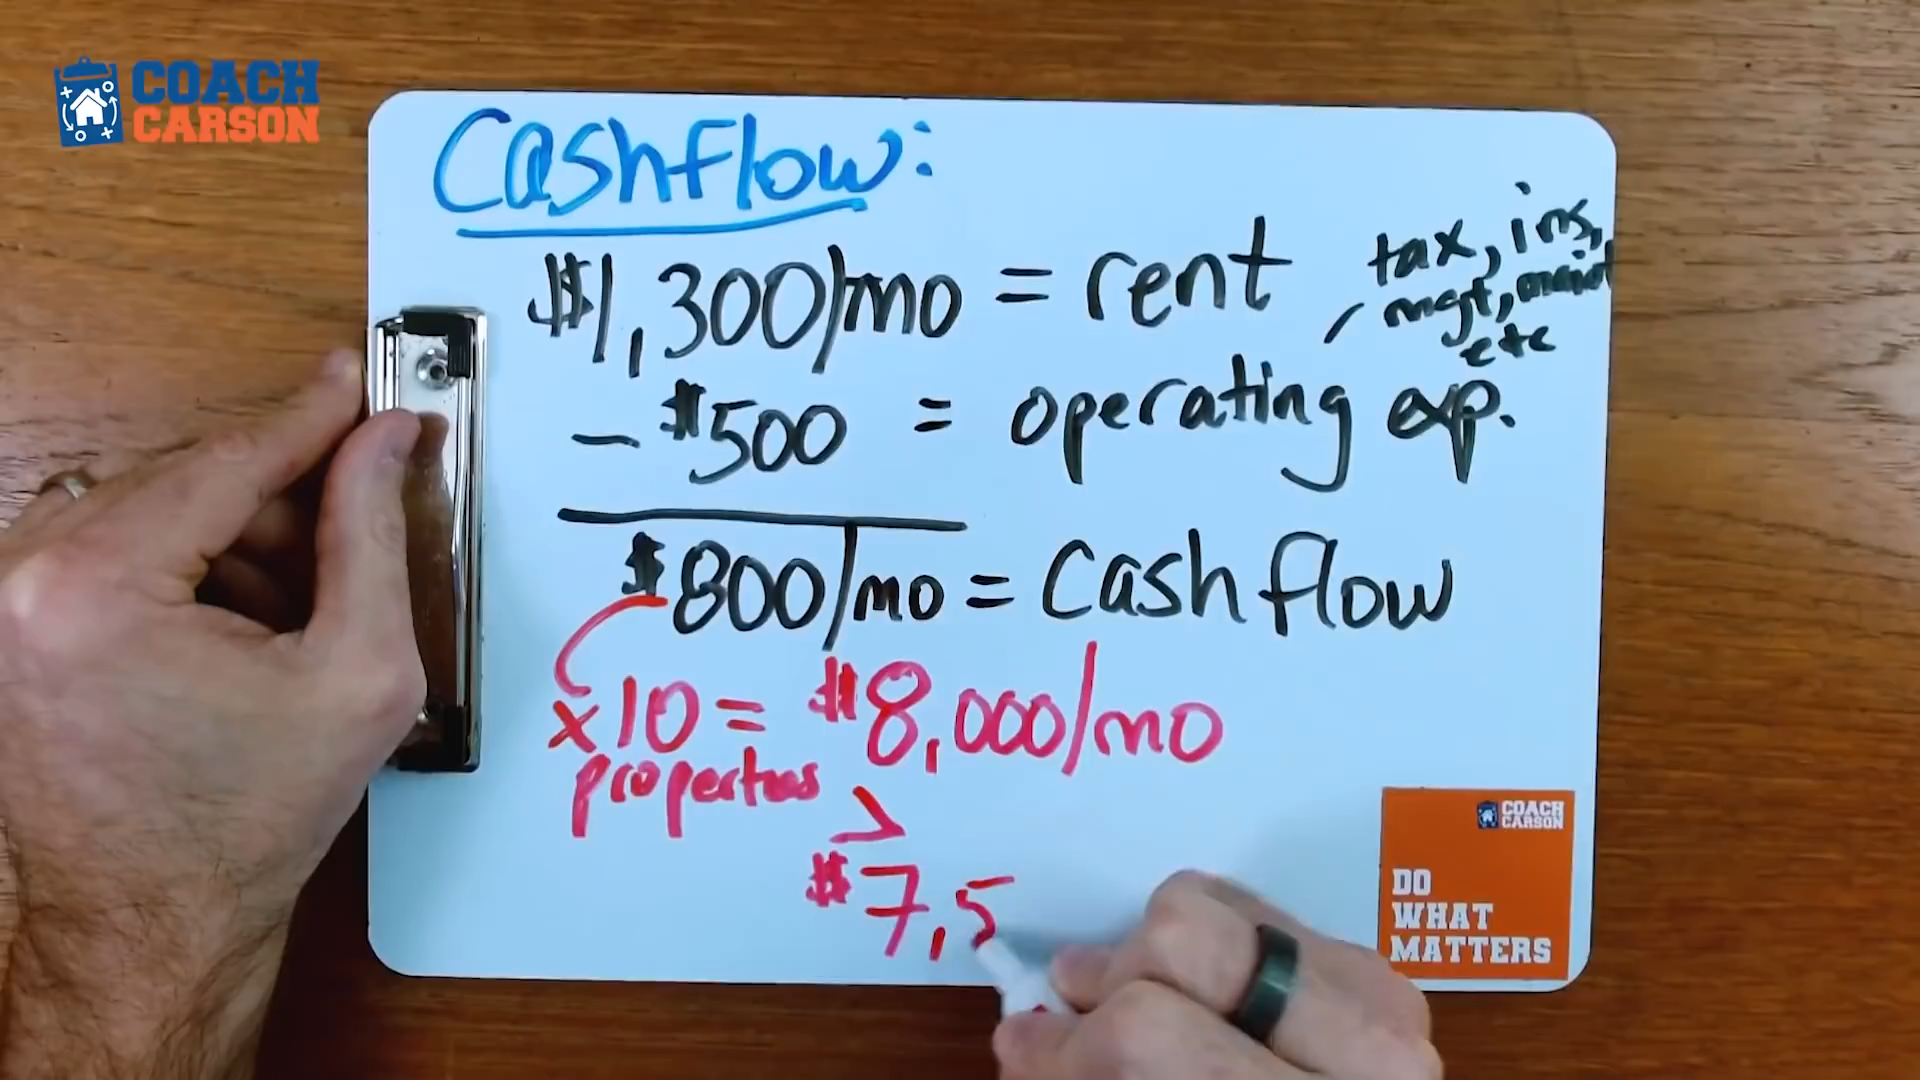 COACH
CARSON
Cashflow:
$1,300/mo = rent
tax, ins,
mgt, maint
etc
- $500 = operating exp.
$800/mo = Cashflow
x10 = $8,000/mo
properties
>
$7,5
COACH
CARSON
DO
WHAT
MATTERS